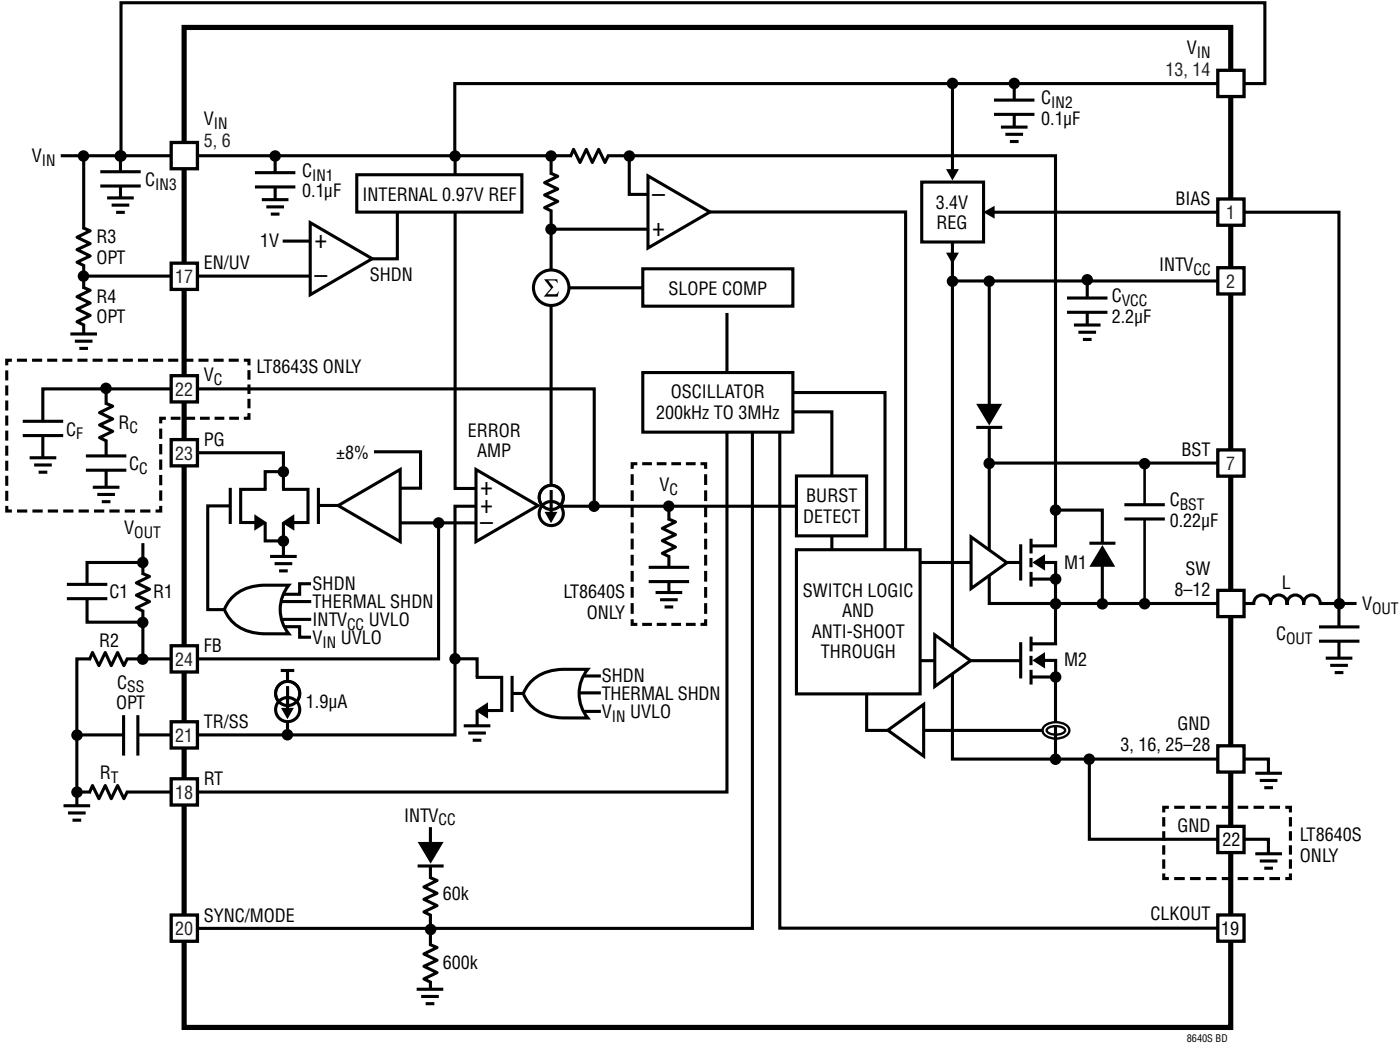 VIN
13, 14
CIN2
0.1µF
VIN
5, 6
VIN
CIN3
CIN1
0.1µF
INTERNAL 0.97V REF
–
+
3.4V
REG
BIAS
1
R3
OPT
1V
+
–
SHDN
EN/UV
17
R4
OPT
Σ
SLOPE COMP
INTVCC
2
CVCC
2.2µF
LT8643S ONLY
VC
22
OSCILLATOR
200kHz TO 3MHz
CF
RC
CC
PG
23
±8%
ERROR
AMP
+
+
–
VC
BURST
DETECT
BST
7
CBST
0.22µF
VOUT
C1
R1
LT8640S
ONLY
SWITCH LOGIC
AND
ANTI-SHOOT
THROUGH
M1
SW
8–12
L
VOUT
COUT
SHDN
THERMAL SHDN
INTVCC UVLO
VIN UVLO
R2
FB
24
M2
CSS
OPT
1.9µA
SHDN
THERMAL SHDN
VIN UVLO
TR/SS
21
GND
3, 16, 25–28
RT
RT
18
INTVCC
GND
22
LT8640S
ONLY
60k
SYNC/MODE
20
CLKOUT
19
600k
8640S BD